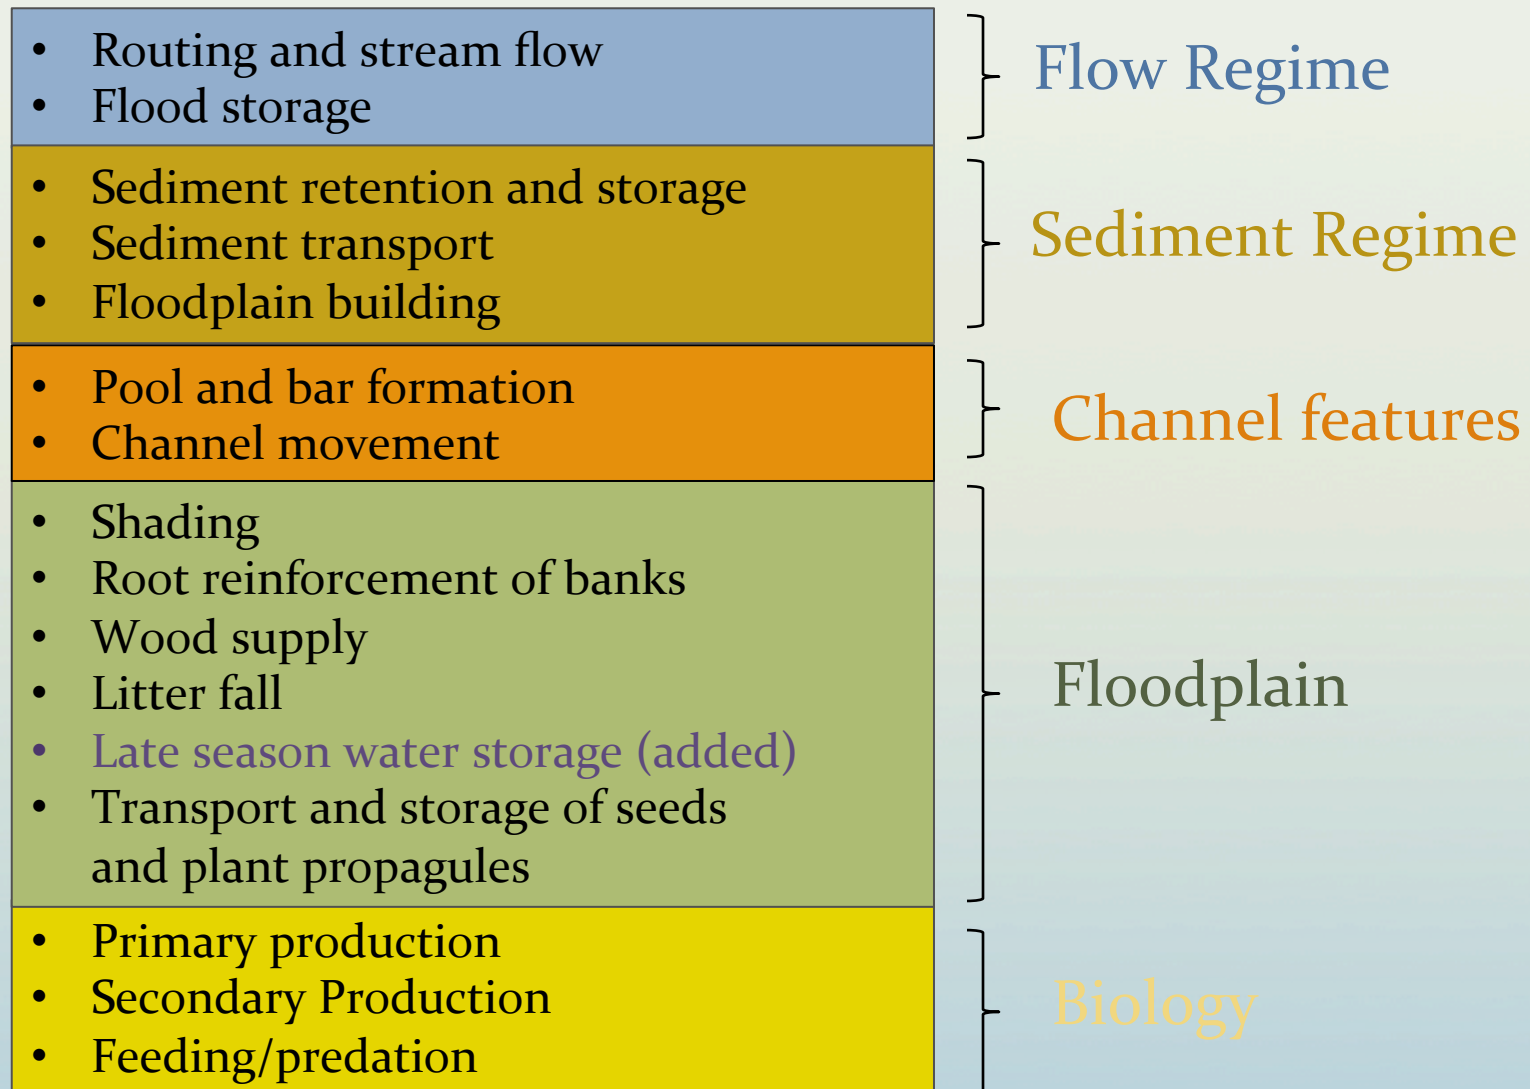 • Routing and stream flow
• Flood storage
Flow Regime
• Sediment retention and storage
• Sediment transport
• Floodplain building
Sediment Regime
• Pool and bar formation
• Channel movement
Channel features
• Shading
• Root reinforcement of banks
• Wood supply
• Litter fall
• Late season water storage (added)
• Transport and storage of seeds
and plant propagules
Floodplain
• Primary production
• Secondary Production
• Feeding/predation
Biology